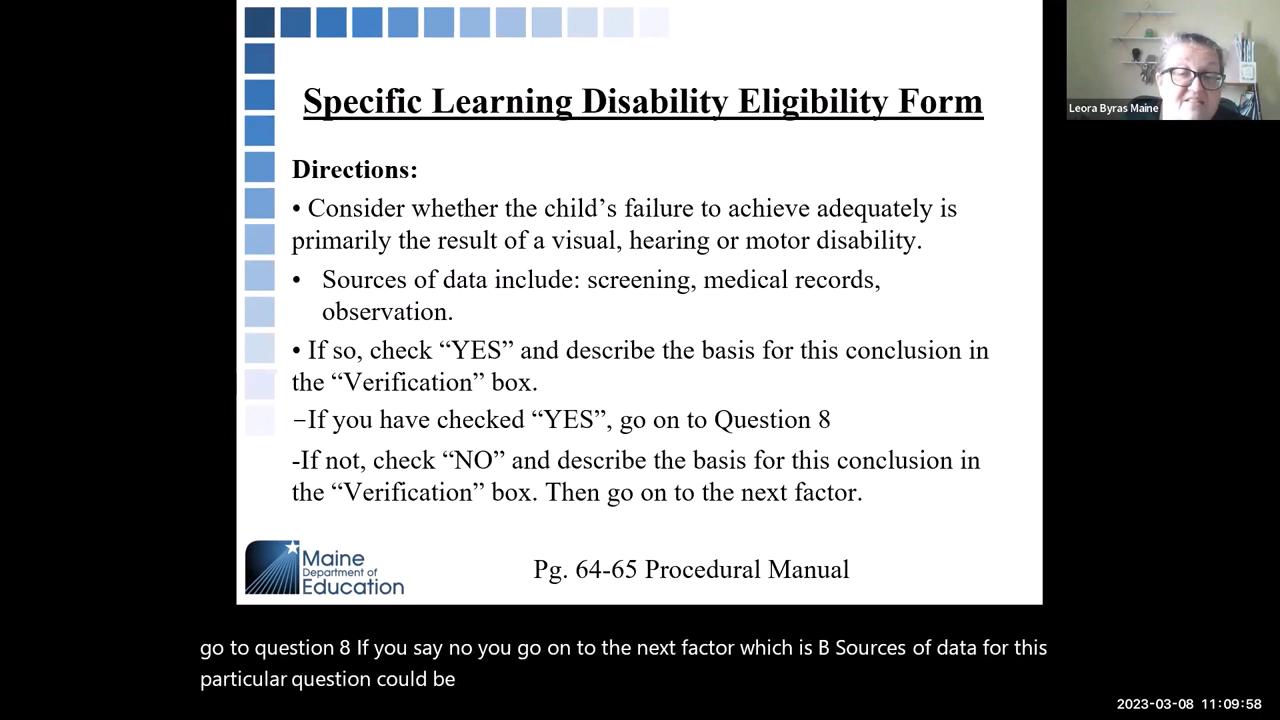 Specific Learning Disability Eligibility Form
Directions:
• Consider whether the child’s failure to achieve adequately is
primarily the result of a visual, hearing or motor disability.
• Sources of data include: screening, medical records,
observation.
• If so, check “YES” and describe the basis for this conclusion in
the “Verification” box.
–If you have checked “YES”, go on to Question 8
-If not, check “NO” and describe the basis for this conclusion in
the “Verification” box. Then go on to the next factor.
Maine
Department of
Education
Pg. 64-65 Procedural Manual
Leora Byras Maine
go to question 8 If you say no you go on to the next factor which is B Sources of data for this
particular question could be
2023-03-08 11:09:58